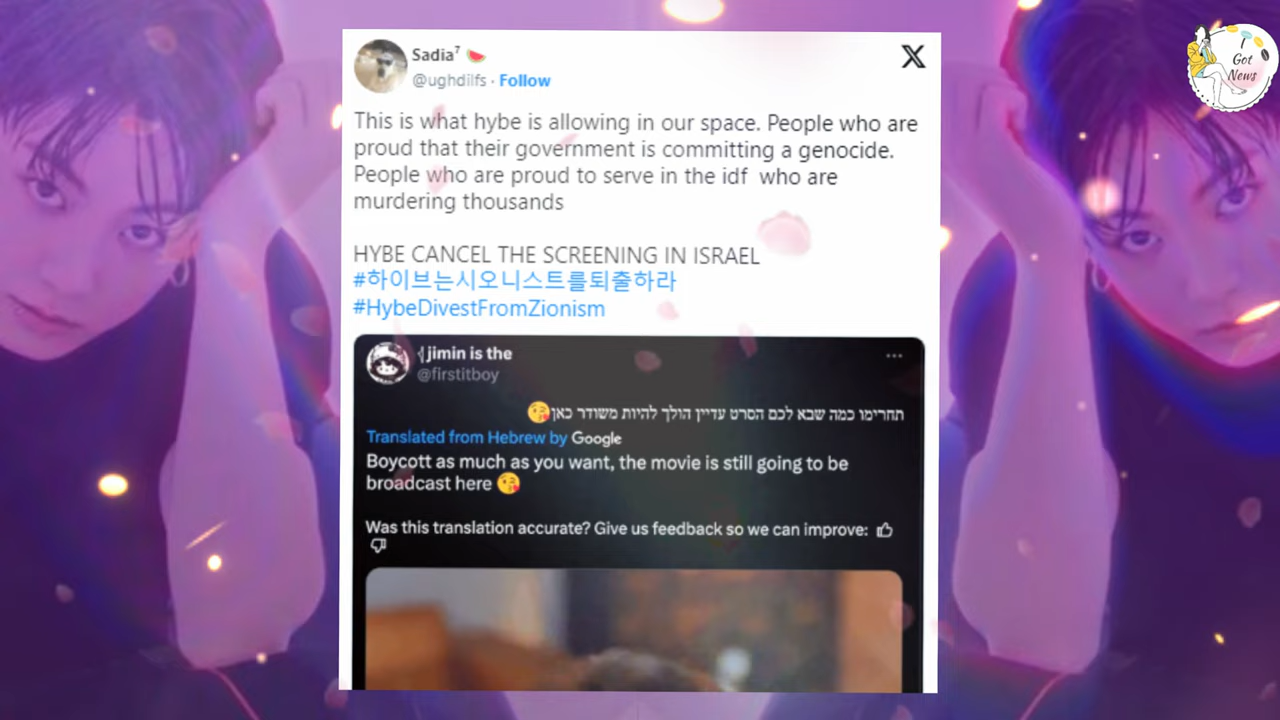 Sadia⁷ 🍉
@ughdilfs · Follow
X
I
Got
News
This is what hybe is allowing in our space. People who are
proud that their government is committing a genocide.
People who are proud to serve in the idf who are
murdering thousands
HYBE CANCEL THE SCREENING IN ISRAEL
#하이브는시오니스트를퇴출하라
#HybeDivestFromZionism
jimin is the
@firstitboy
תחרימו כמה שבא לכם הסרט עדיין הולך להיות משודר כאן😘
Translated from Hebrew by Google
Boycott as much as you want, the movie is still going to be
broadcast here 😘
Was this translation accurate? Give us feedback so we can improve: